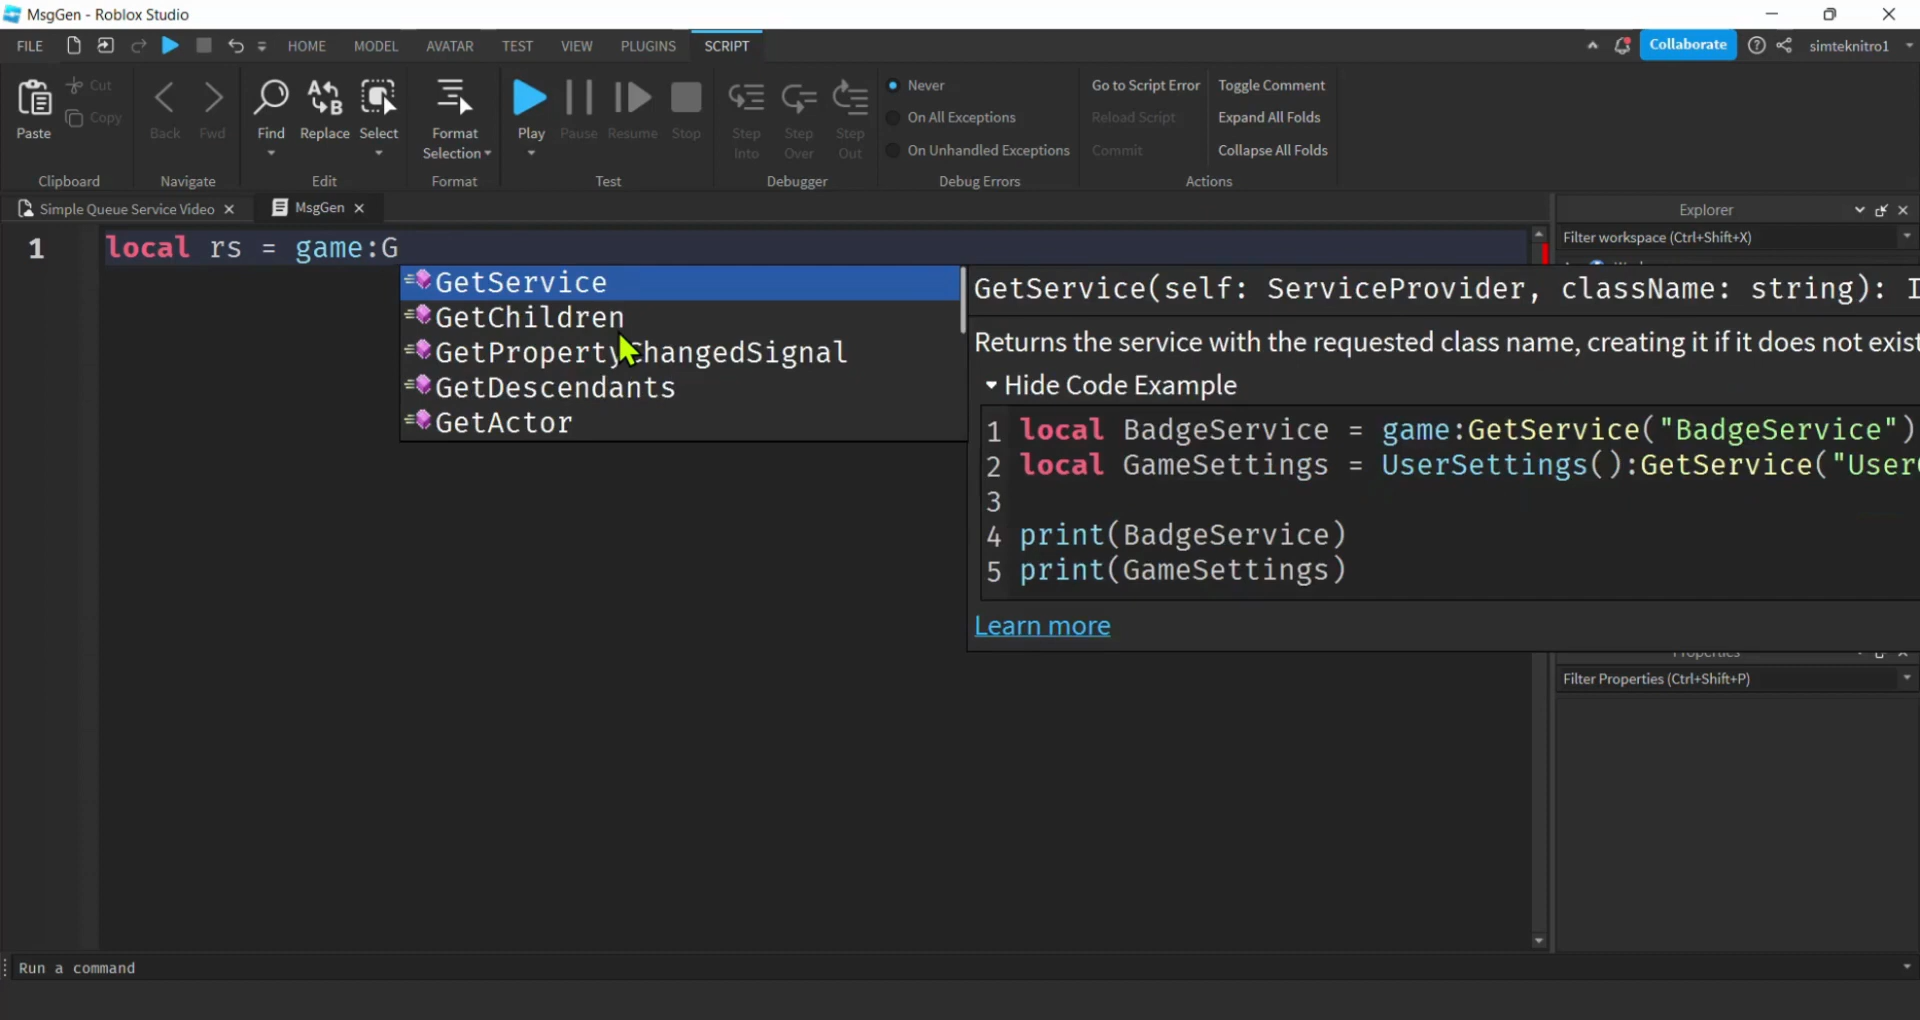 MsgGen - Roblox Studio
FILE HOME MODEL AVATAR TEST VIEW PLUGINS SCRIPT Collaborate simteknitro1
Paste Cut Copy
Back Fwd
Find Replace Select
Format Selection
Play Pause Resume Stop
Step Into Step Over Step Out
Never
On All Exceptions
On Unhandled Exceptions
Go to Script Error
Reload Script
Commit
Toggle Comment
Expand All Folds
Collapse All Folds
Clipboard Navigate Edit Format Test Debugger Debug Errors Actions
Simple Queue Service Video MsgGen
1 local rs = game:G
GetService
GetChildren
GetPropertyChangedSignal
GetDescendants
GetActor
GetService(self: ServiceProvider, className: string): I
Returns the service with the requested class name, creating it if it does not exist
Hide Code Example
1 local BadgeService = game:GetService("BadgeService")
2 local GameSettings = UserSettings():GetService("User
3
4 print(BadgeService)
5 print(GameSettings)
Learn more
Explorer
Filter workspace (Ctrl+Shift+X)
Properties
Filter Properties (Ctrl+Shift+P)
Run a command